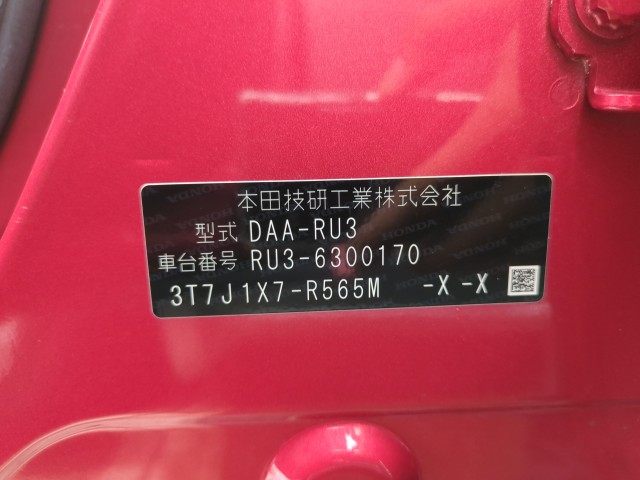 本田技研工業株式会社
型式 DAA-RU3
車台番号 RU3-6300170
3T7J1X7-R565M -X -X